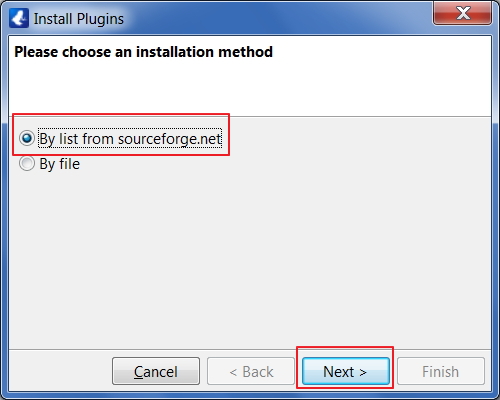 Install Plugins
Please choose an installation method
By list from sourceforge.net
By file
Cancel
< Back
Next >
Finish